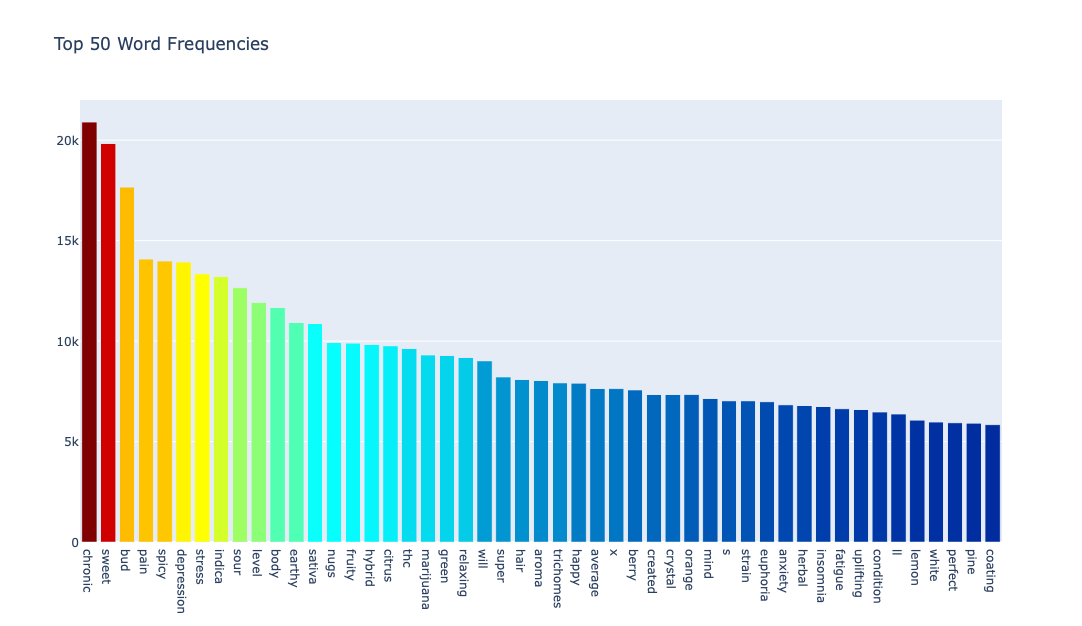 Top 50 Word Frequencies
20k
15k
10k
5k
0
chronic
sweet
bud
pain
spicy
depression
stress
indica
sour
level
body
earthy
sativa
nugs
fruity
hybrid
citrus
thc
marijuana
green
relaxing
will
super
hair
aroma
trichomes
happy
average
x
berry
created
crystal
orange
mind
s
strain
euphoria
anxiety
herbal
insomnia
fatigue
uplifting
condition
ll
lemon
white
perfect
pine
coating